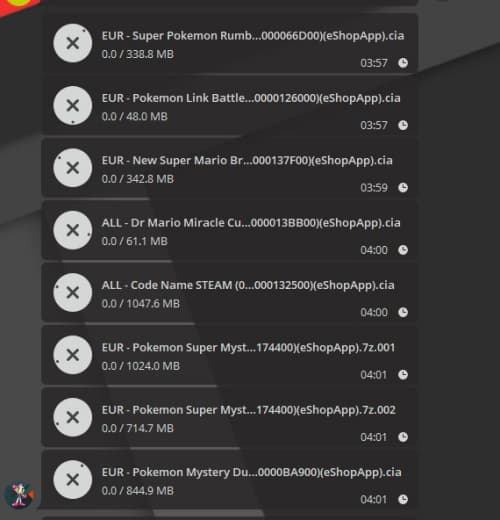 EUR - Super Pokemon Rumb...000066D00)(eShopApp).cia
0.0 / 338.8 MB
03:57
EUR - Pokemon Link Battle...0000126000)(eShopApp).cia
0.0 / 48.0 MB
03:57
EUR - New Super Mario Br...000137F00)(eShopApp).cia
0.0 / 342.8 MB
03:59
ALL - Dr Mario Miracle Cu...000013BB00)(eShopApp).cia
0.0 / 61.1 MB
04:00
ALL - Code Name STEAM (0...000132500)(eShopApp).cia
0.0 / 1047.6 MB
04:00
EUR - Pokemon Super Myst...174400)(eShopApp).7z.001
0.0 / 1024.0 MB
04:01
EUR - Pokemon Super Myst...174400)(eShopApp).7z.002
0.0 / 714.7 MB
04:01
EUR - Pokemon Mystery Du...0000BA900)(eShopApp).cia
0.0 / 844.9 MB
04:01